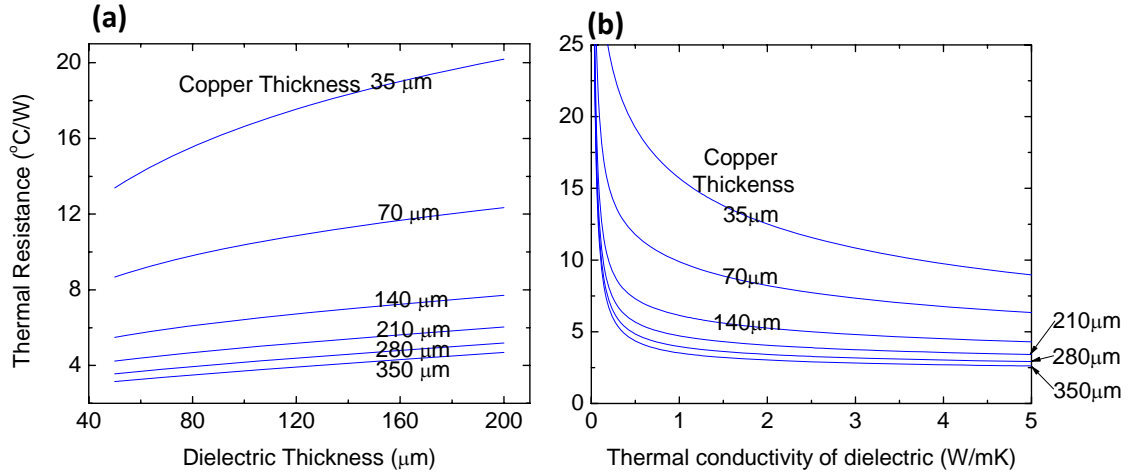 (a)
Thermal Resistance (°C/W)
20
16
12
8
4
40
80
120
160
200
Dielectric Thickness (μm)
Copper Thickness 35 μm
70 μm
140 μm
210 μm
280 μm
350 μm
(b)
25
20
15
10
5
0
0
1
2
3
4
5
Thermal conductivity of dielectric (W/mK)
Copper
Thickenss
35μm
70μm
140μm
210μm
280μm
350μm